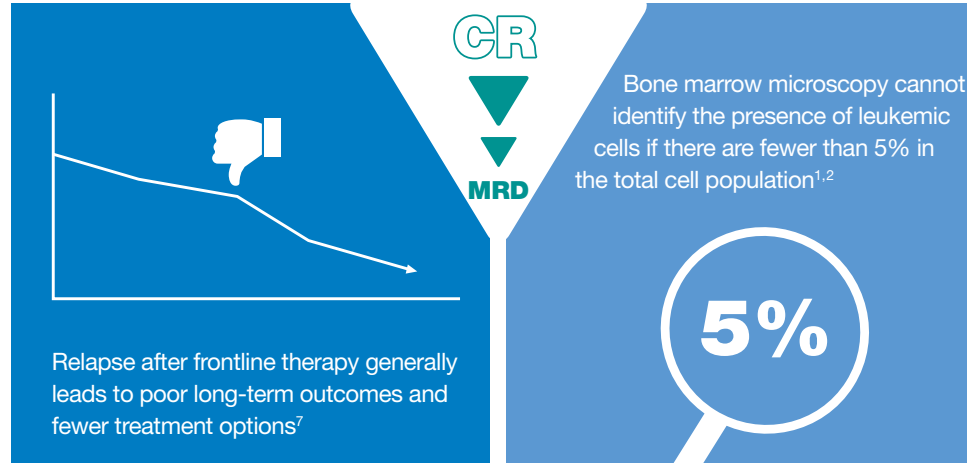 CR
MRD
Relapse after frontline therapy generally
leads to poor long-term outcomes and
fewer treatment options7
Bone marrow microscopy cannot
identify the presence of leukemic
cells if there are fewer than 5% in
the total cell population1,2
5%